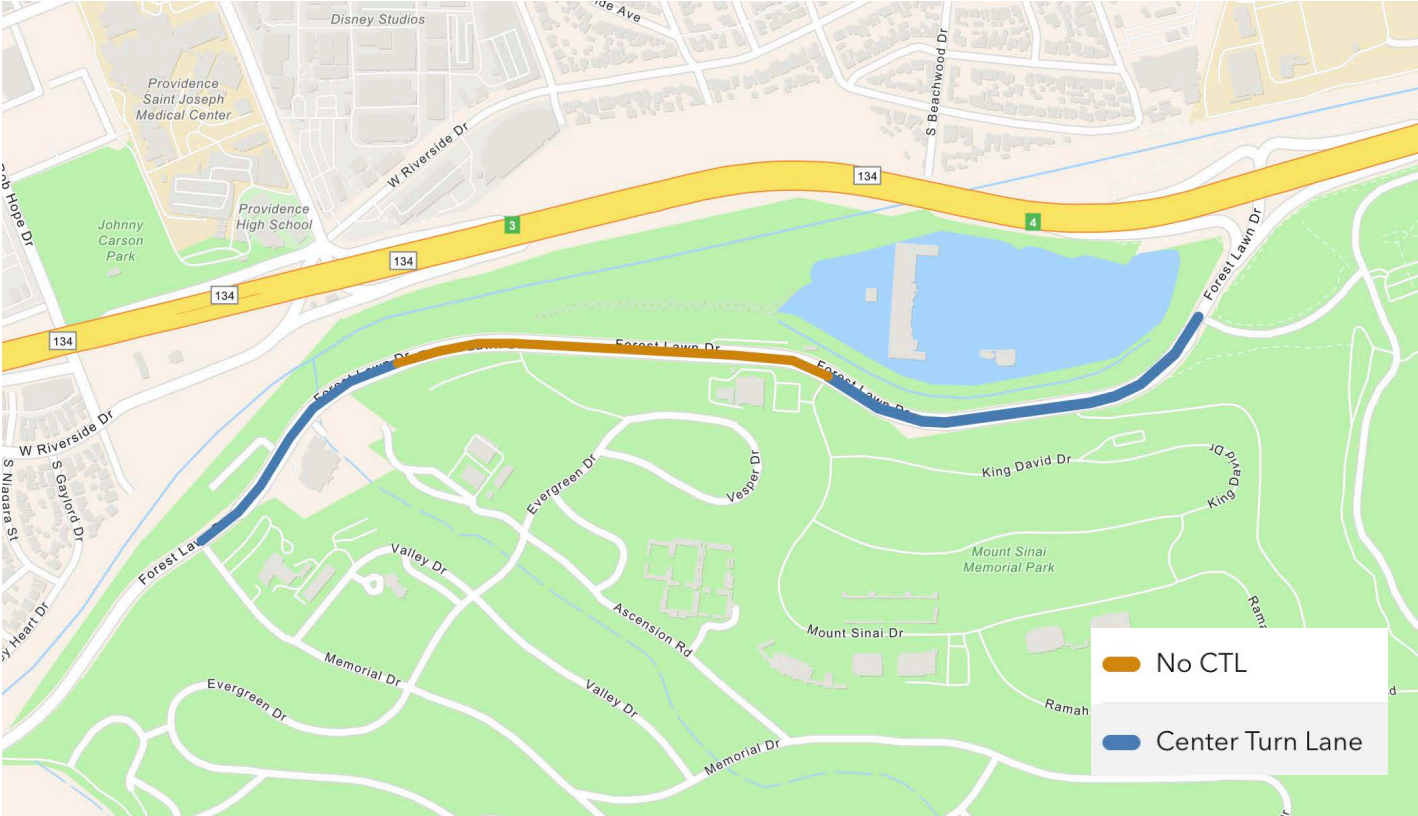 Disney Studios
Ave
S Beachwood Dr
Providence
Saint Joseph
Medical Center
W Riverside Dr
134
Hope Dr
Providence
High School
Johnny
Carson
Park
3
4
134
134
134
Forest Lawn Dr
Forest Lawn Dr
Forest Lawn Dr
Forest Lawn Dr
W Riverside Dr
S Niagara St
S Gaylord Dr
Forest
King David Dr
King David Dr
Vesper Dr
Evergreen Dr
Valley Dr
Mount Sinai
Memorial Park
Ascension Rd
Mount Sinai Dr
Heart Dr
Memorial Dr
Evergreen Dr
Valley Dr
Ramah
Memorial Dr
No CTL
Center Turn Lane